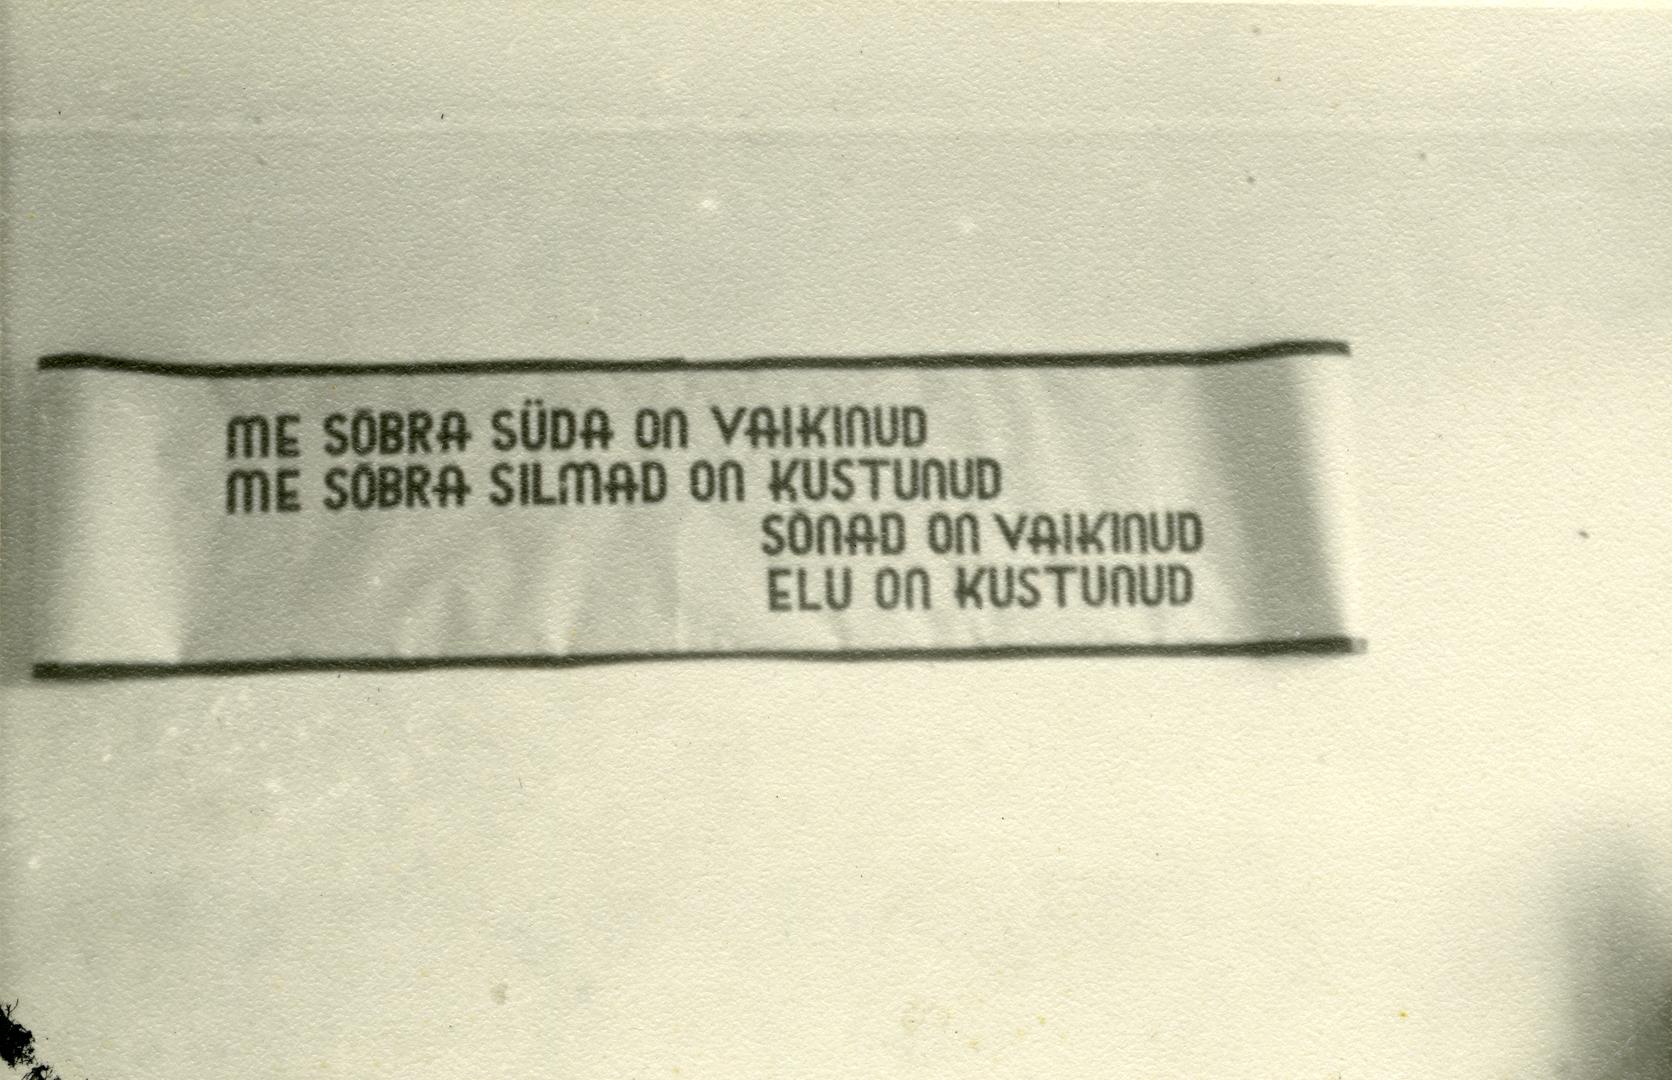 ME SÕBRA SÜDA ON VAIKINUD
ME SÕBRA SILMAD ON KUSTUNUD
SÕNAD ON VAIKINUD
ELU ON KUSTUNUD